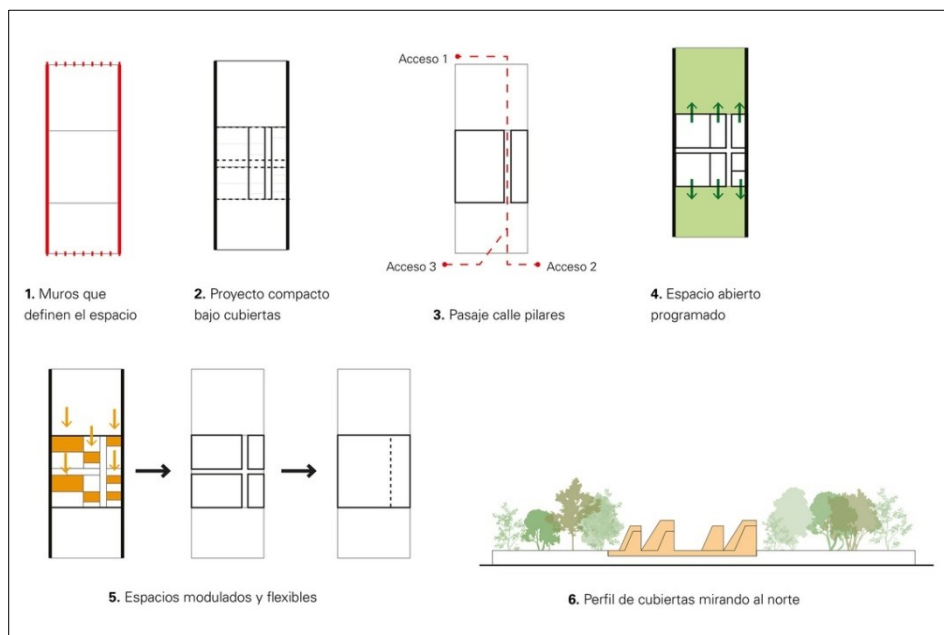 Acceso 1
Acceso 3
Acceso 2
1. Muros que
definen el espacio
2. Proyecto compacto
bajo cubiertas
3. Pasaje calle pilares
4. Espacio abierto
programado
5. Espacios modulados y flexibles
6. Perfil de cubiertas mirando al norte